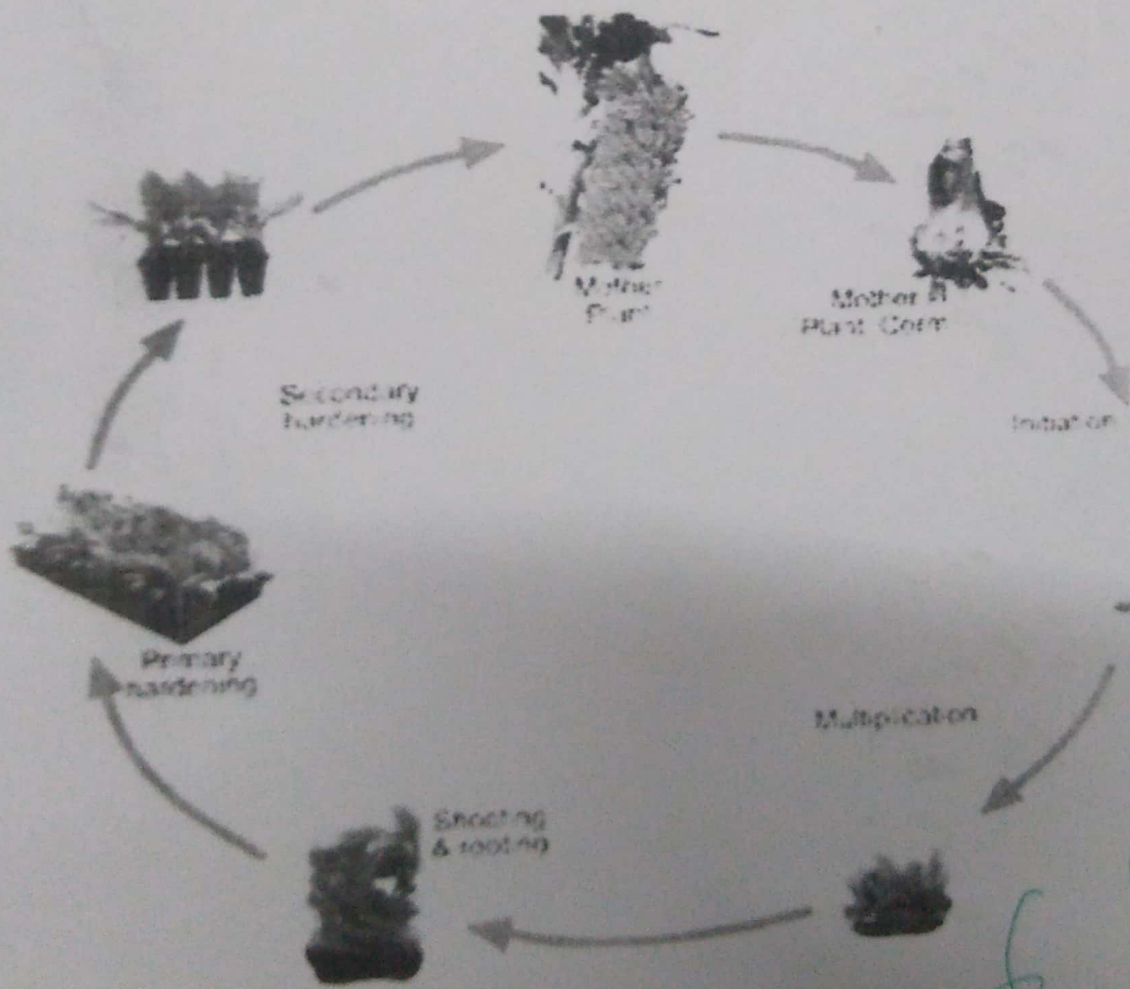 Mother
Plant
Mother
Plant Corm
Initiation
Secondary
hardening
Primary
hardening
Multiplication
Shooting
& rooting